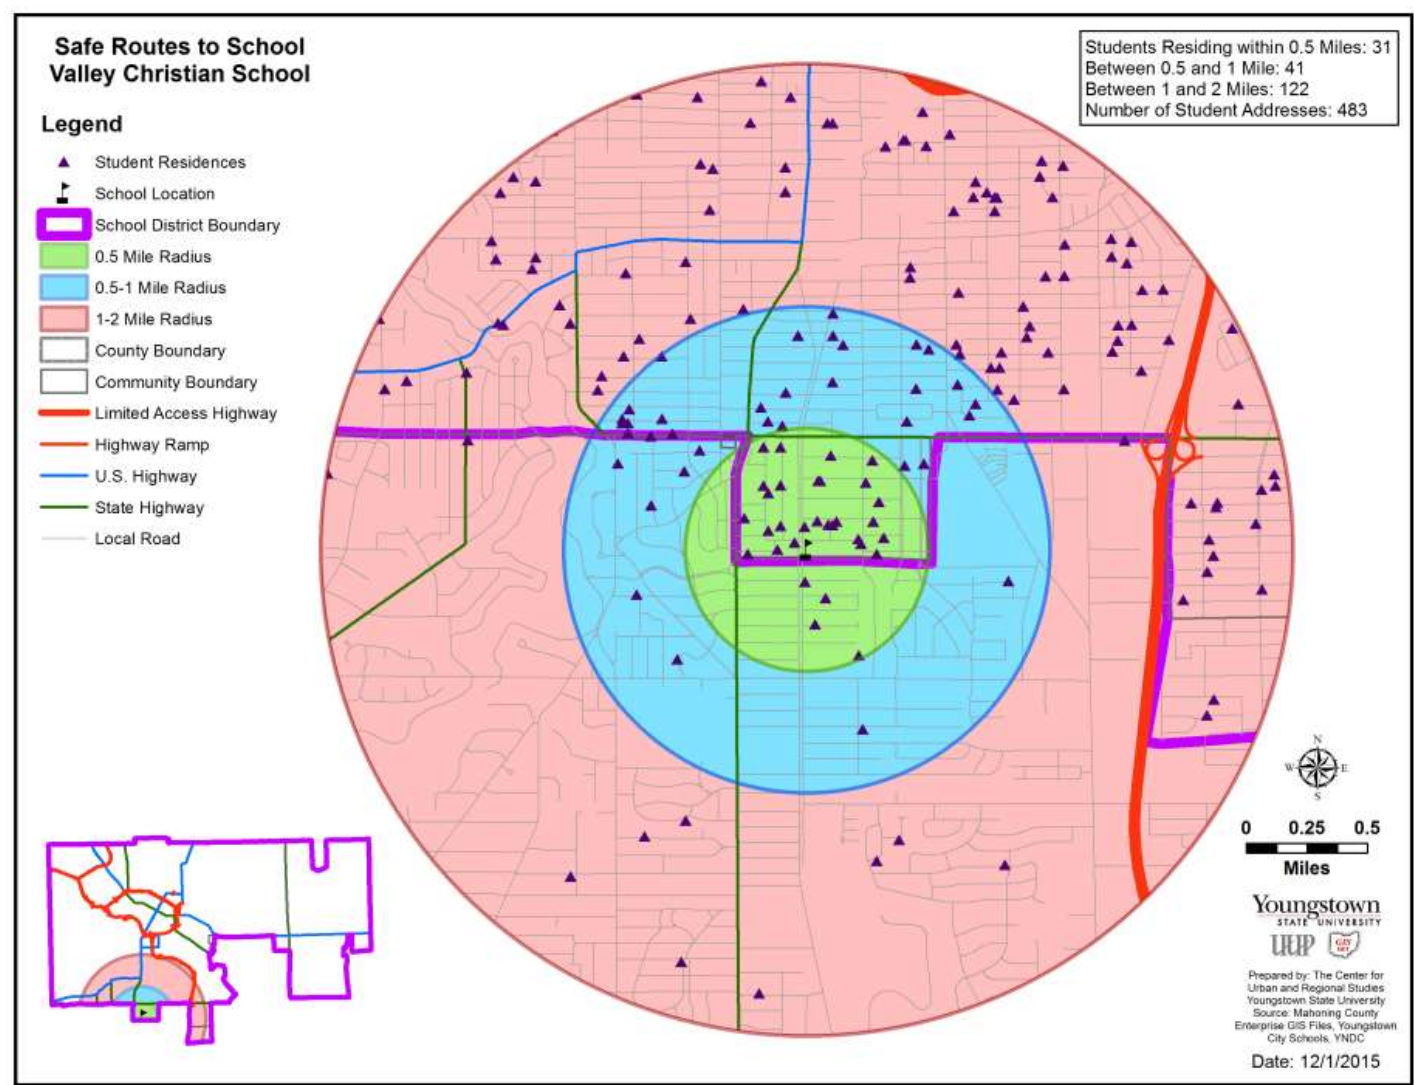 Safe Routes to School
Valley Christian School
Students Residing within 0.5 Miles: 31
Between 0.5 and 1 Mile: 41
Between 1 and 2 Miles: 122
Number of Student Addresses: 483
Legend
Student Residences
School Location
School District Boundary
0.5 Mile Radius
0.5-1 Mile Radius
1-2 Mile Radius
County Boundary
Community Boundary
Limited Access Highway
Highway Ramp
U.S. Highway
State Highway
Local Road
N
W E
S
0 0.25 0.5
Miles
Youngstown
STATE UNIVERSITY
Prepared by: The Center for
Urban and Regional Studies
Youngstown State University
Source: Mahoning County
Enterprise GIS Files, Youngstown
City Schools, YNDC
Date: 12/1/2015